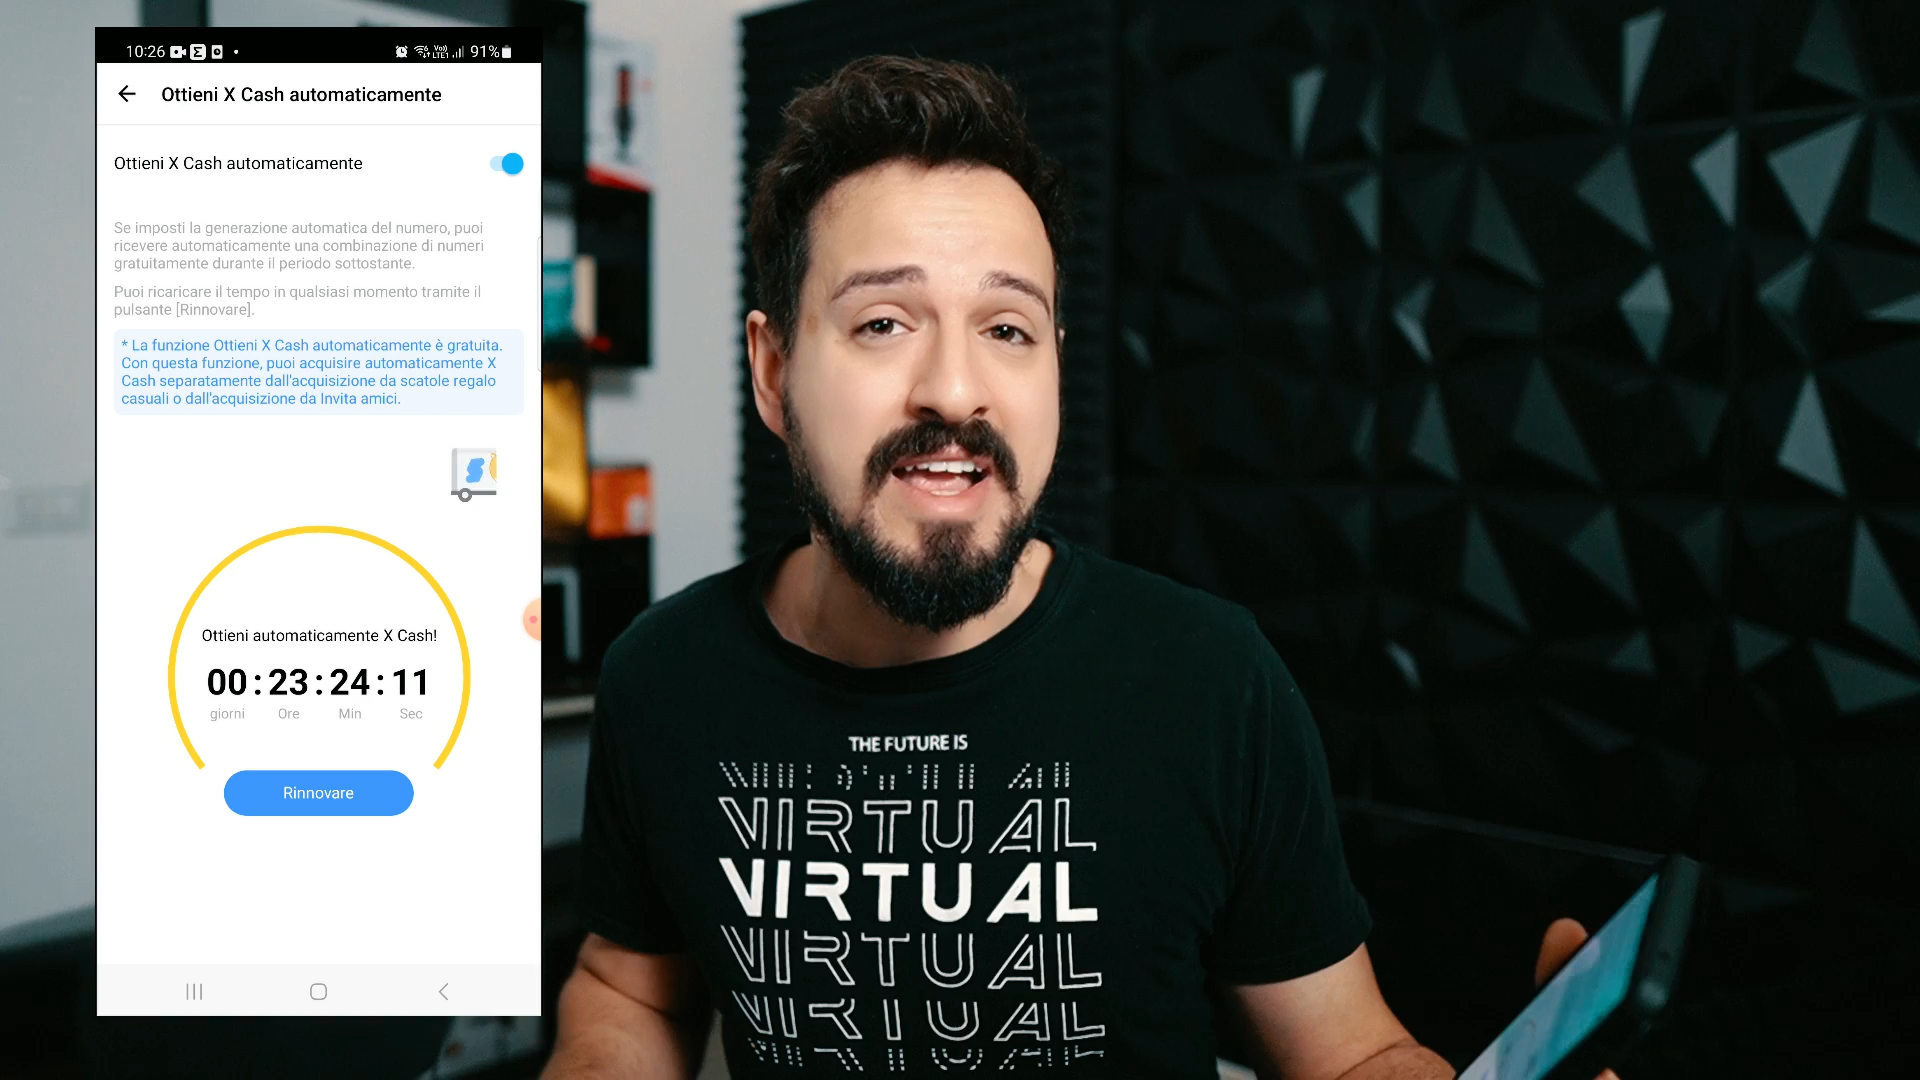 10:26
91%
Ottieni X Cash automaticamente
Ottieni X Cash automaticamente
Se imposti la generazione automatica del numero, puoi
ricevere automaticamente una combinazione di numeri
gratuitamente durante il periodo sottostante.
Puoi ricaricare il tempo in qualsiasi momento tramite il
pulsante [Rinnovare].
* La funzione Ottieni X Cash automaticamente è gratuita.
Con questa funzione, puoi acquisire automaticamente X
Cash separatamente dall'acquisizione da scatole regalo
casuali o dall'acquisizione da Invita amici.
Ottieni automaticamente X Cash!
00:23:24:11
giorni Ore Min Sec
Rinnovare
THE FUTURE IS
VIRTUAL
VIRTUAL
VIRTUAL
VIRTUAL